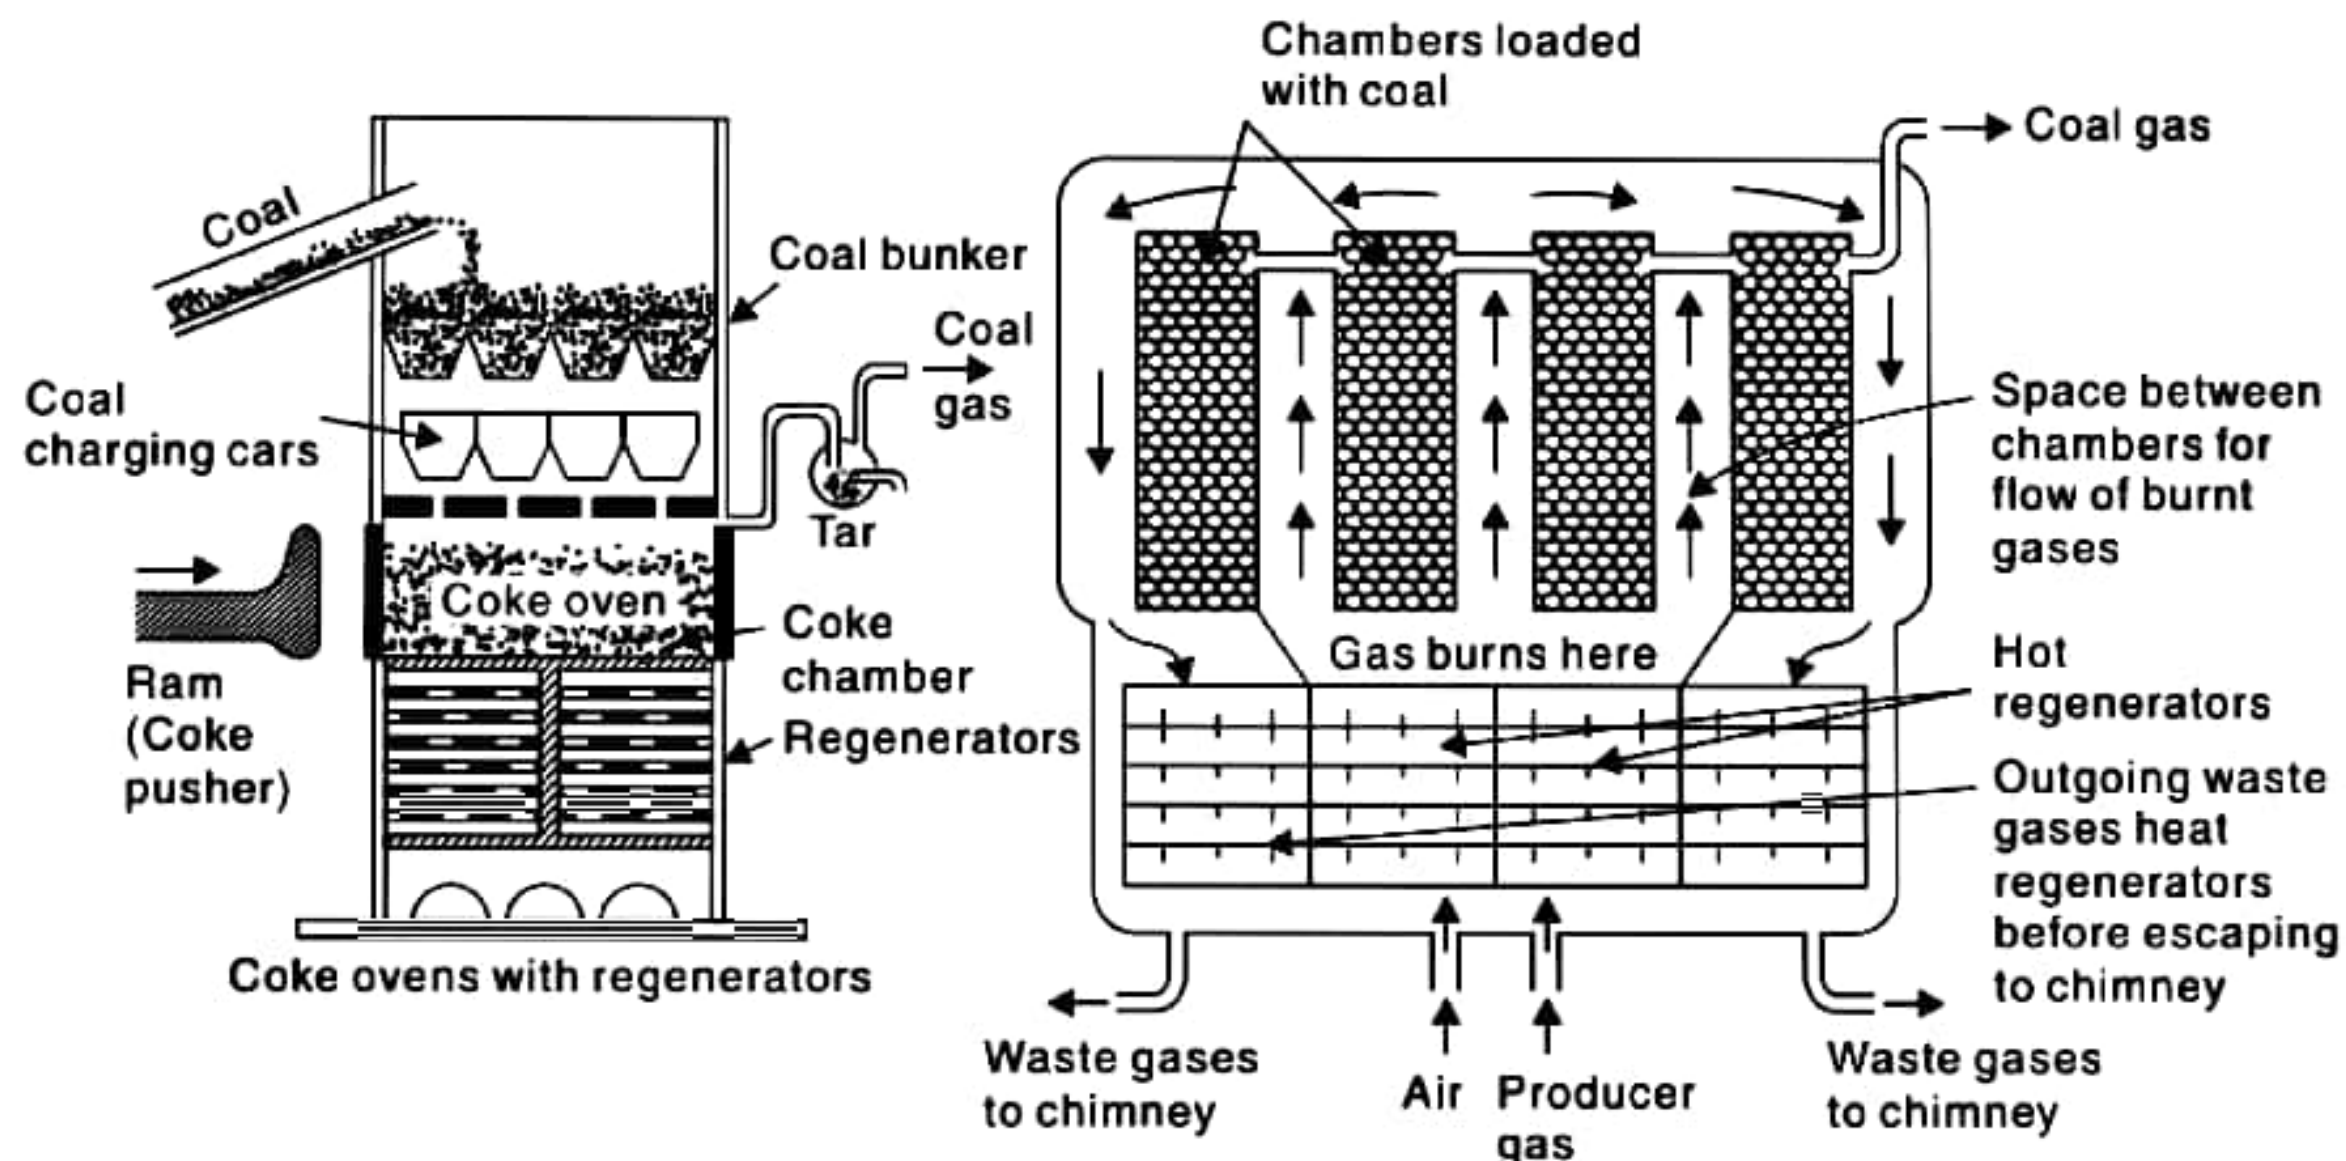 Chambers loaded
with coal
Coal gas
Coal
Coal bunker
Coal
gas
Coal
charging cars
Tar
Space between
chambers for
flow of burnt
gases
Coke oven
Coke
chamber
Ram
(Coke
pusher)
Regenerators
Gas burns here
Hot
regenerators
Outgoing waste
gases heat
regenerators
before escaping
to chimney
Coke ovens with regenerators
Waste gases
to chimney
Air
Producer
gas
Waste gases
to chimney